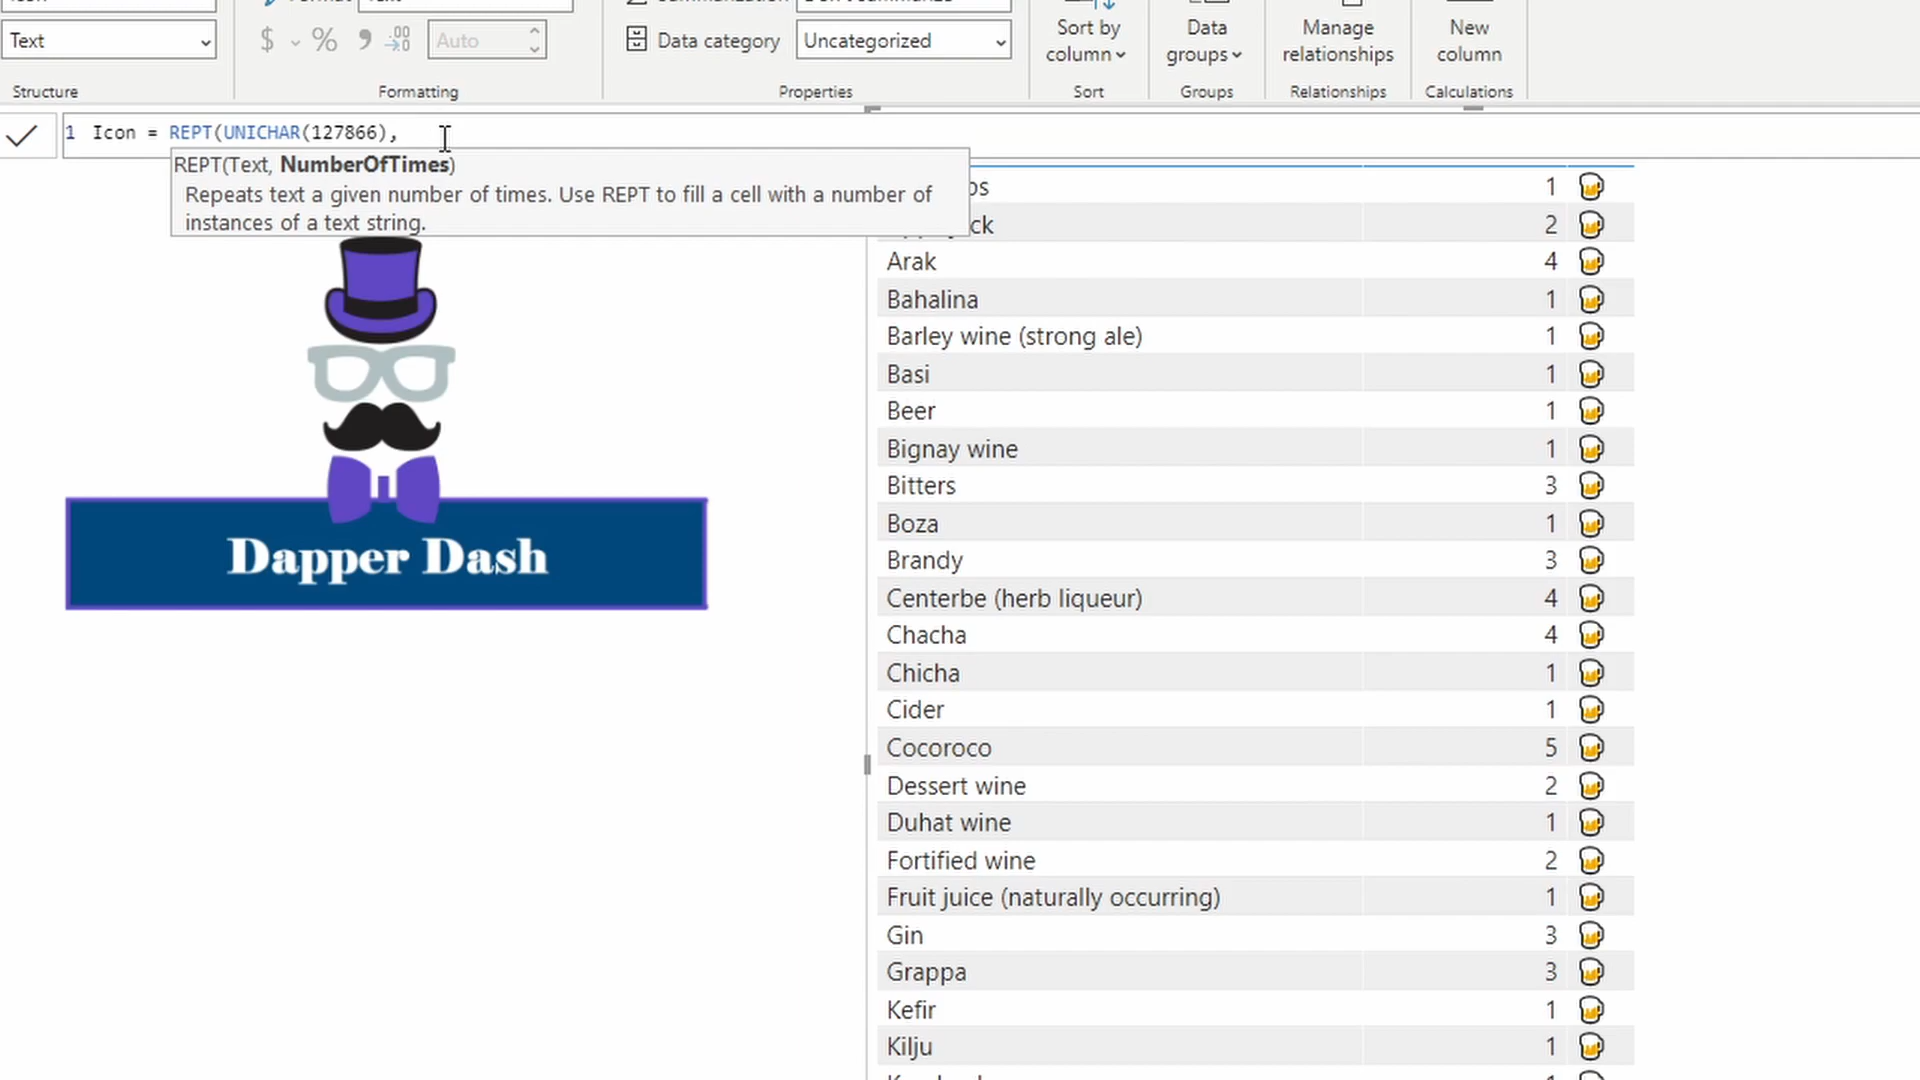 Text
$
%
Auto
Data category
Uncategorized
Sort by
column
Data
groups
Manage
relationships
New
column
Structure
Formatting
Properties
Sort
Groups
Relationships
Calculations
1 Icon = REPT(UNICHAR(127866),
REPT(Text, NumberOfTimes)
Repeats text a given number of times. Use REPT to fill a cell with a number of
instances of a text string.
1
2
Arak 4
Bahalina 1
Barley wine (strong ale) 1
Basi 1
Beer 1
Bignay wine 1
Bitters 3
Boza 1
Brandy 3
Centerbe (herb liqueur) 4
Chacha 4
Chicha 1
Cider 1
Cocoroco 5
Dessert wine 2
Duhat wine 1
Fortified wine 2
Fruit juice (naturally occurring) 1
Gin 3
Grappa 3
Kefir 1
Kilju 1
Dapper Dash